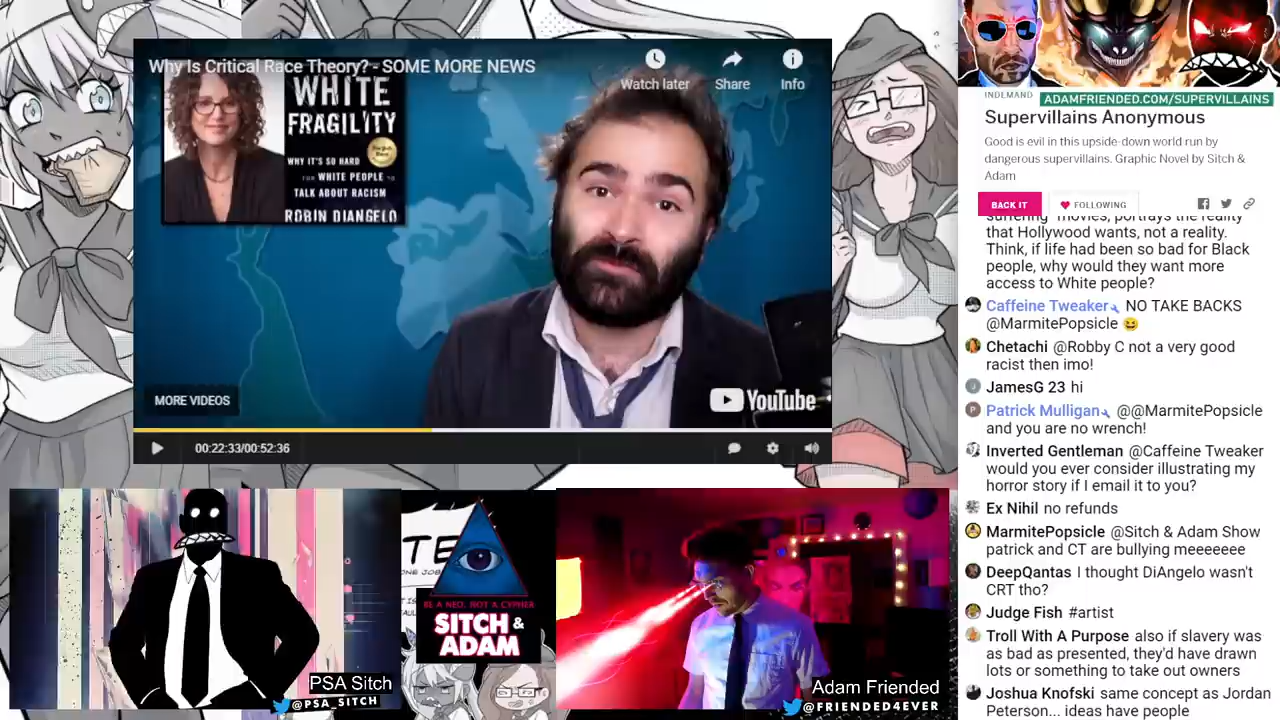 Why Is Critical Race Theory? - SOME MORE NEWS
Watch later
Share
Info
WHITE
FRAGILITY
WHY IT'S SO HARD
FOR WHITE PEOPLE TO
TALK ABOUT RACISM
ROBIN DIANGELO
MORE VIDEOS
YouTube
00:22:33/00:52:36
BE A NEO, NOT A CYPHER
SITCH &
ADAM
PSA Sitch
@PSA_SITCH
Adam Friended
@FRIENDED4EVER
INDEMAND
ADAMFRIENDED.COM/SUPERVILLAINS
Supervillains Anonymous
Good is evil in this upside-down world run by
dangerous supervillains. Graphic Novel by Sitch &
Adam
BACK IT
FOLLOWING
suffering" movies, portrays the reality
that Hollywood wants, not a reality.
Think, if life had been so bad for Black
people, why would they want more
access to White people?
Caffeine Tweaker NO TAKE BACKS
@MarmitePopsicle 😆
Chetachi @Robby C not a very good
racist then imo!
JamesG 23 hi
Patrick Mulligan @@MarmitePopsicle
and you are no wrench!
Inverted Gentleman @Caffeine Tweaker
would you ever consider illustrating my
horror story if I email it to you?
Ex Nihil no refunds
MarmitePopsicle @Sitch & Adam Show
patrick and CT are bullying meeeeeee
DeepQantas I thought DiAngelo wasn't
CRT tho?
Judge Fish #artist
Troll With A Purpose also if slavery was
as bad as presented, they'd have drawn
lots or something to take out owners
Joshua Knofski same concept as Jordan
Peterson... ideas have people